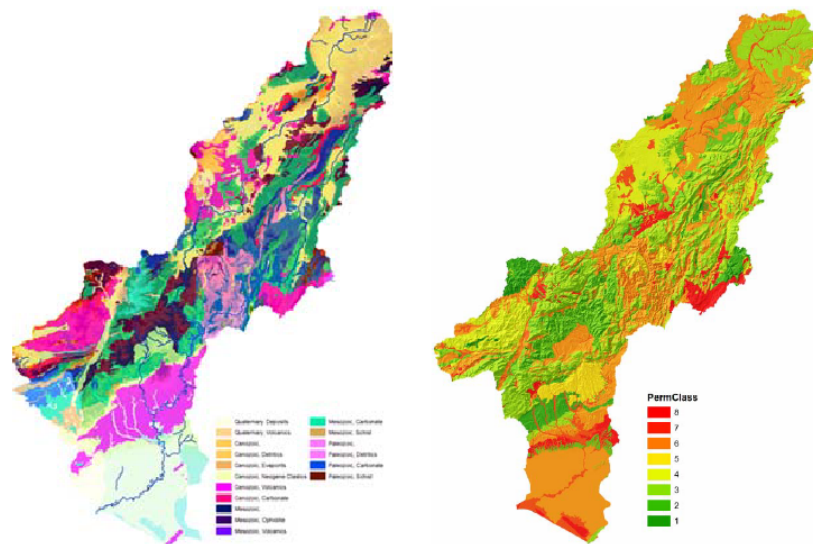 Quaternary Deposits
Quaternary Volcanics
Cenozoic,
Cenozoic, Detritics
Cenozoic, Evaporits
Cenozoic, Neogene Clastics
Cenozoic, Volcanics
Cenozoic, Carbonate
Mesozoic,
Mesozoic, Ophiolite
Mesozoic, Volcanics
Mesozoic, Carbonate
Mesozoic, Schist
Paleozoic,
Paleozoic, Detritics
Paleozoic, Carbonate
Paleozoic, Schist
PermClass
8
7
6
5
4
3
2
1